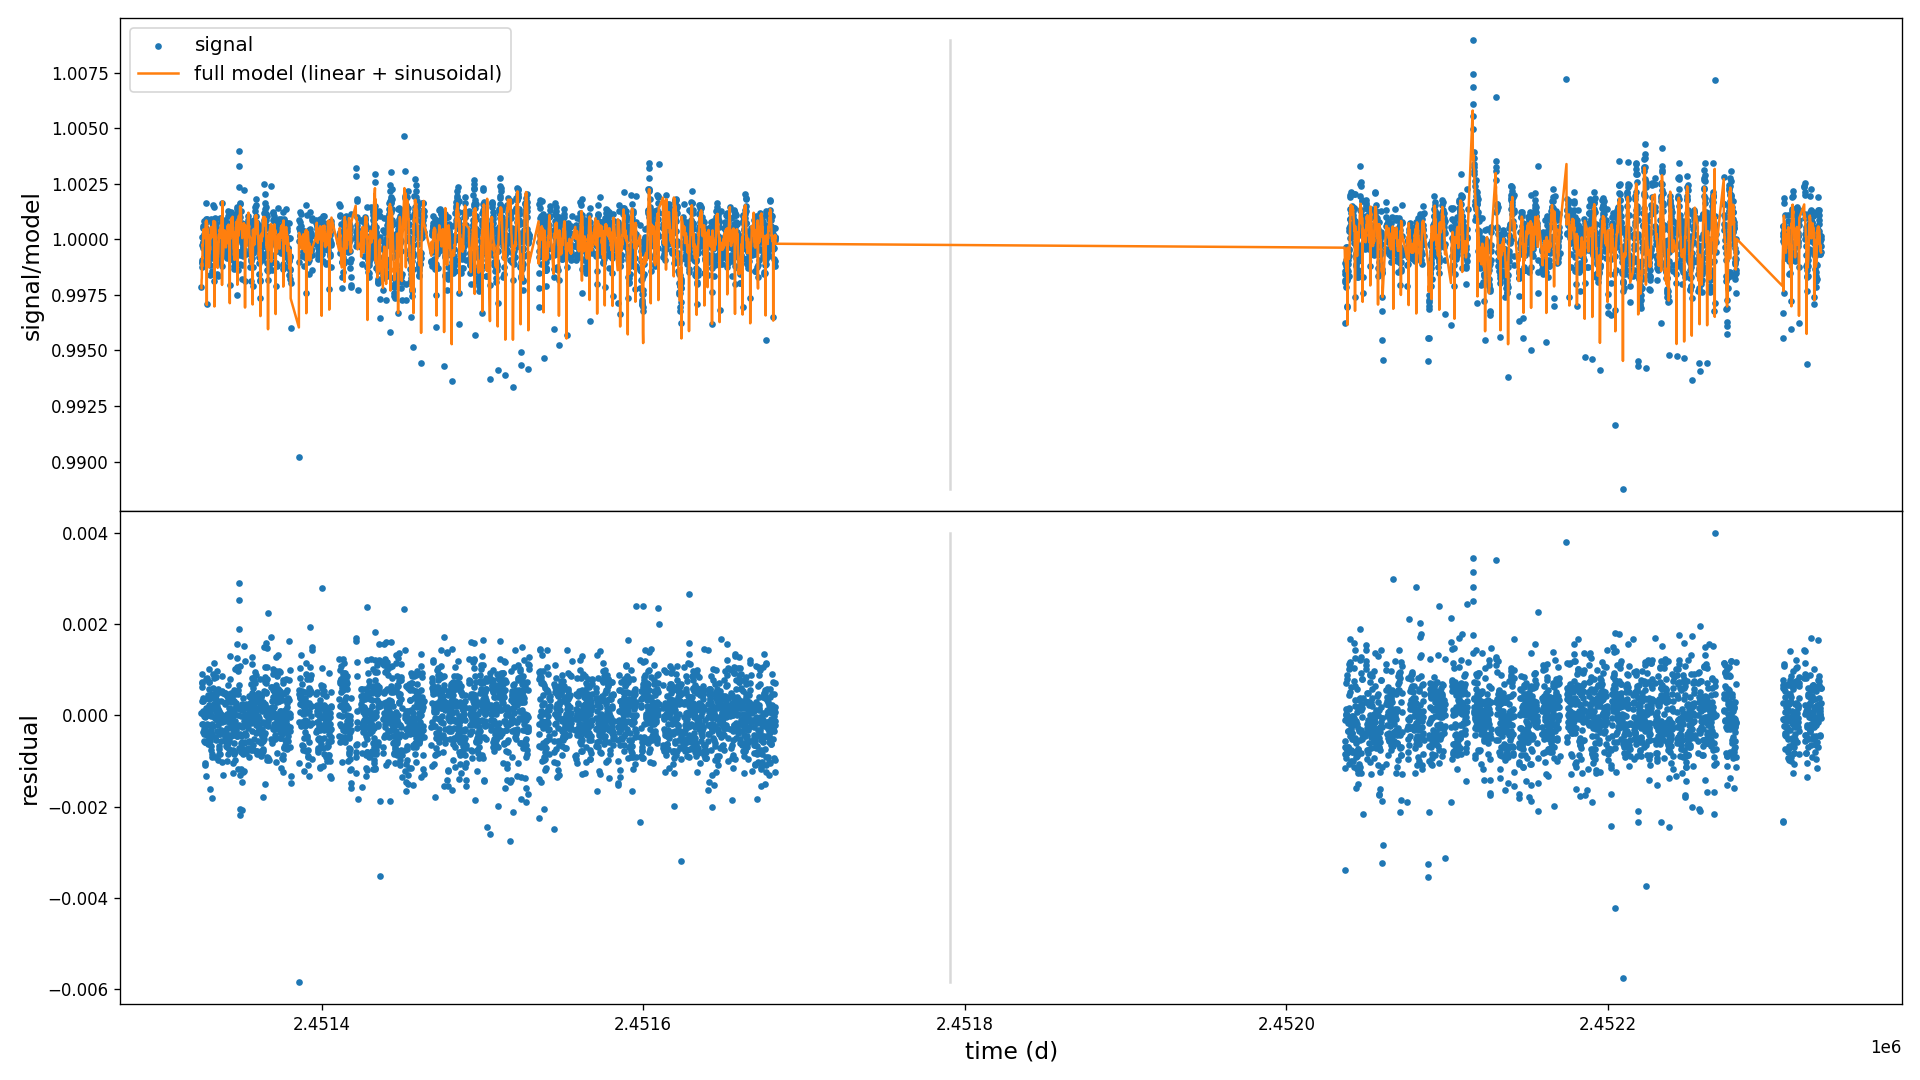 signal
full model (linear + sinusoidal)
signal/model
1.0075
1.0050
1.0025
1.0000
0.9975
0.9950
0.9925
0.9900
residual
0.004
0.002
0.000
−0.002
−0.004
−0.006
2.4514 2.4516 2.4518 2.4520 2.4522
1e6
time (d)